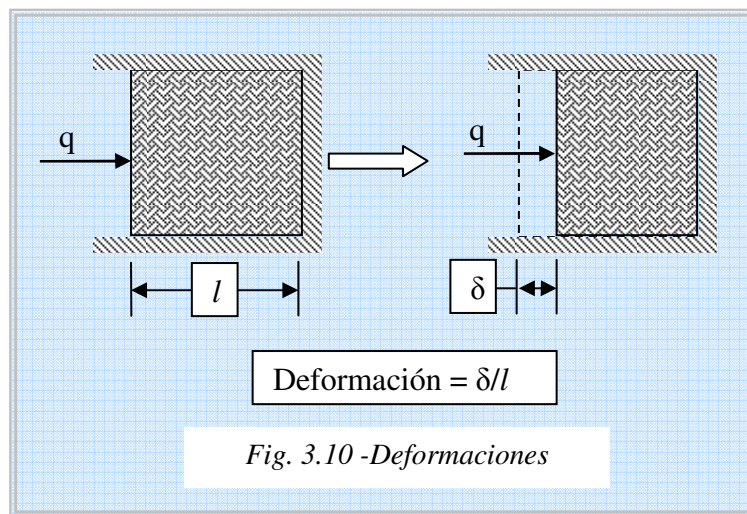 q
q
l
δ
Deformación = δ/l
Fig. 3.10 -Deformaciones